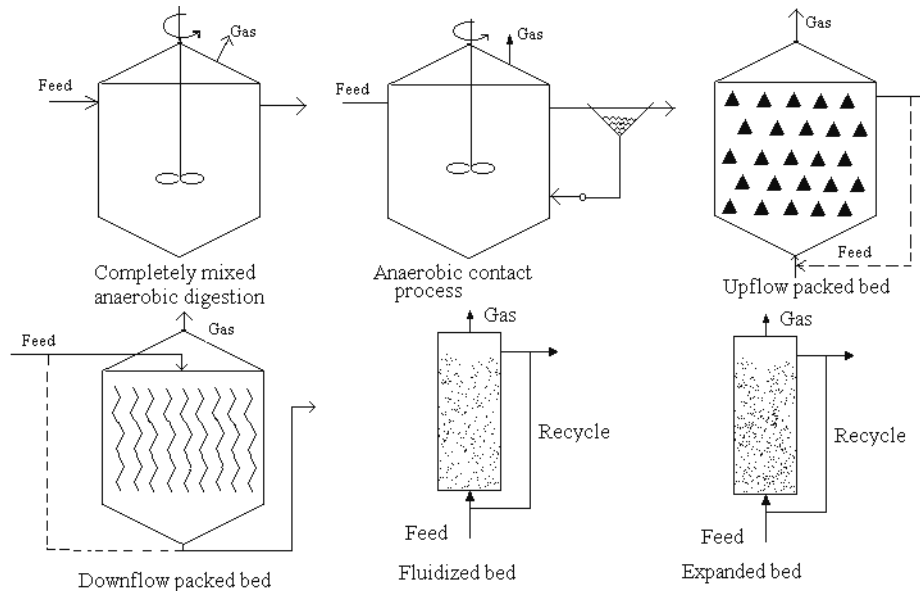 Gas
Feed
Completely mixed
anaerobic digestion
Gas
Feed
Anaerobic contact
process
Gas
Feed
Upflow packed bed
Gas
Feed
Downflow packed bed
Gas
Recycle
Feed
Fluidized bed
Gas
Recycle
Feed
Expanded bed